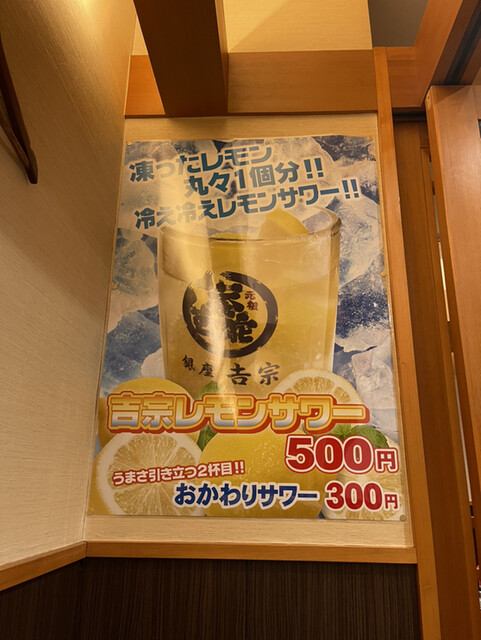 凍ったレモン
丸々1個分!!
冷え冷えレモンサワー!!
元祖
銀座 吉宗
吉宗レモンサワー
500円
うまさ引き立つ2杯目!!
おかわりサワー 300円